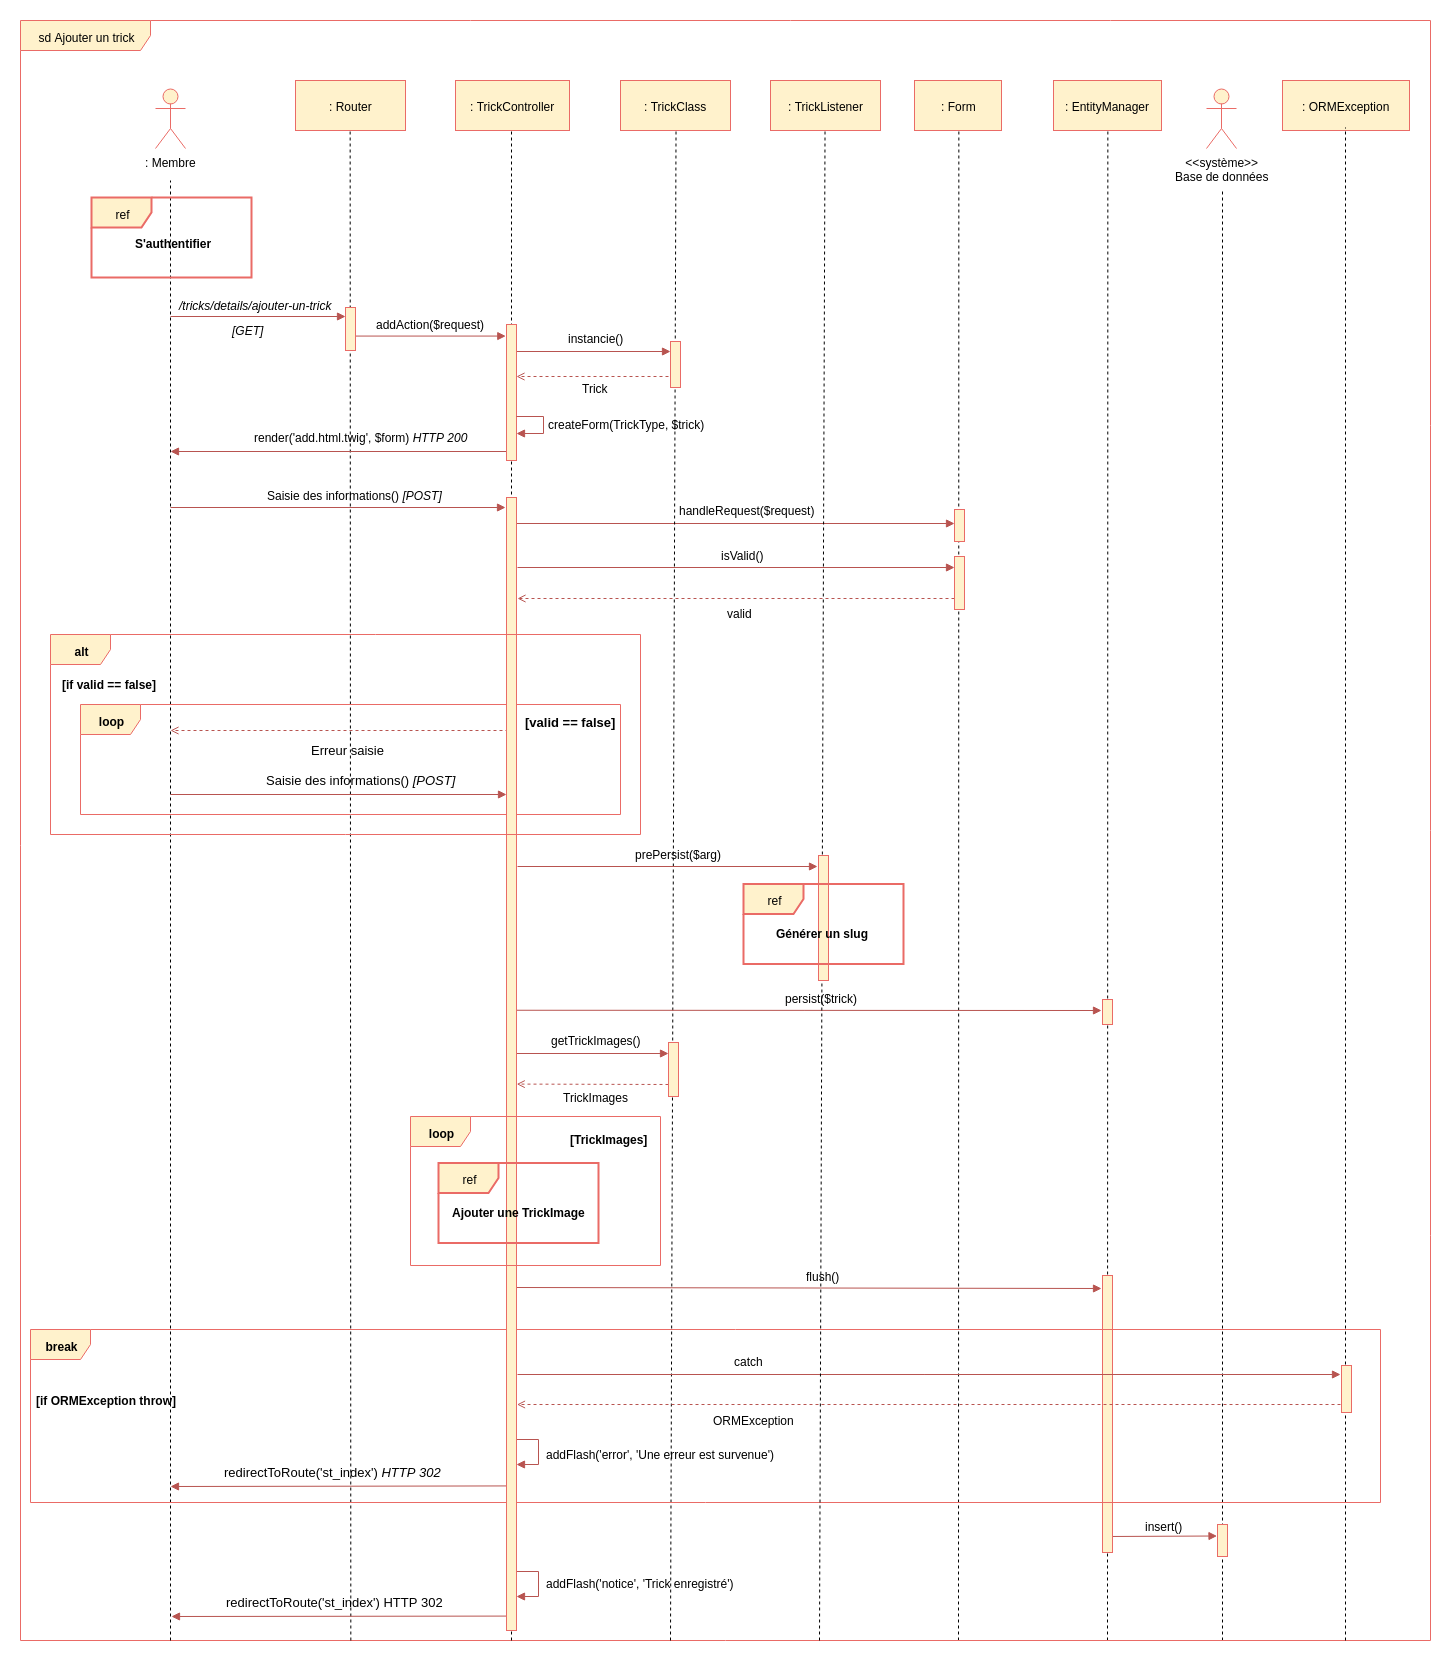 sd Ajouter un trick
: Membre
: Router
: TrickController
: TrickClass
: TrickListener
: Form
: EntityManager
<<système>>
Base de données
: ORMException
ref
S'authentifier
/tricks/details/ajouter-un-trick
[GET]
addAction($request)
instancie()
Trick
createForm(TrickType, $trick)
render('add.html.twig', $form) HTTP 200
Saisie des informations() [POST]
handleRequest($request)
isValid()
valid
alt
[if valid == false]
loop
[valid == false]
Erreur saisie
Saisie des informations() [POST]
prePersist($arg)
ref
Générer un slug
persist($trick)
getTrickImages()
TrickImages
loop
[TrickImages]
ref
Ajouter une TrickImage
flush()
break
catch
[if ORMException throw]
ORMException
addFlash('error', 'Une erreur est survenue')
redirectToRoute('st_index') HTTP 302
insert()
addFlash('notice', 'Trick enregistré')
redirectToRoute('st_index') HTTP 302